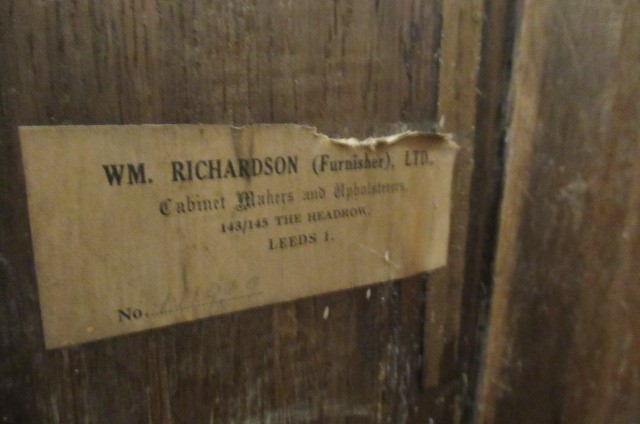 WM. RICHARDSON (Furnisher), LTD.
Cabinet Makers and Upholsterers,
143/145 THE HEADROW,
LEEDS 1.
No.